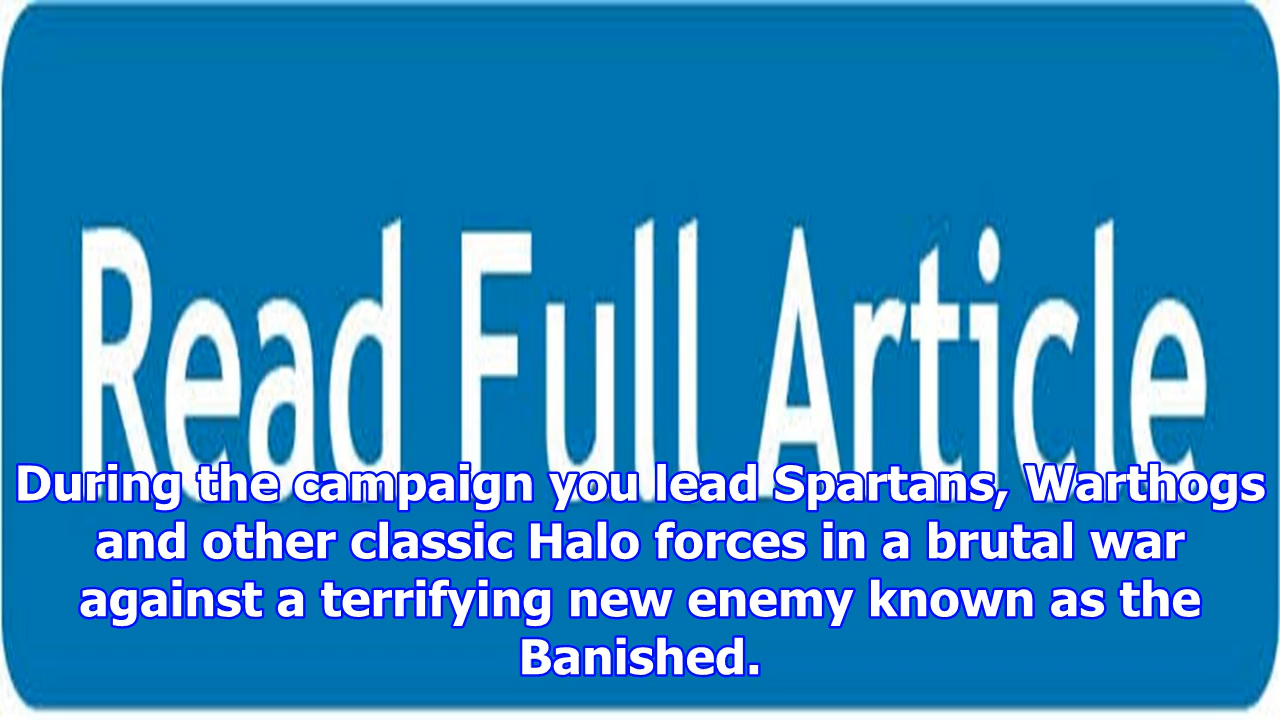 Read Full Article
During the campaign you lead Spartans, Warthogs
and other classic Halo forces in a brutal war
against a terrifying new enemy known as the
Banished.